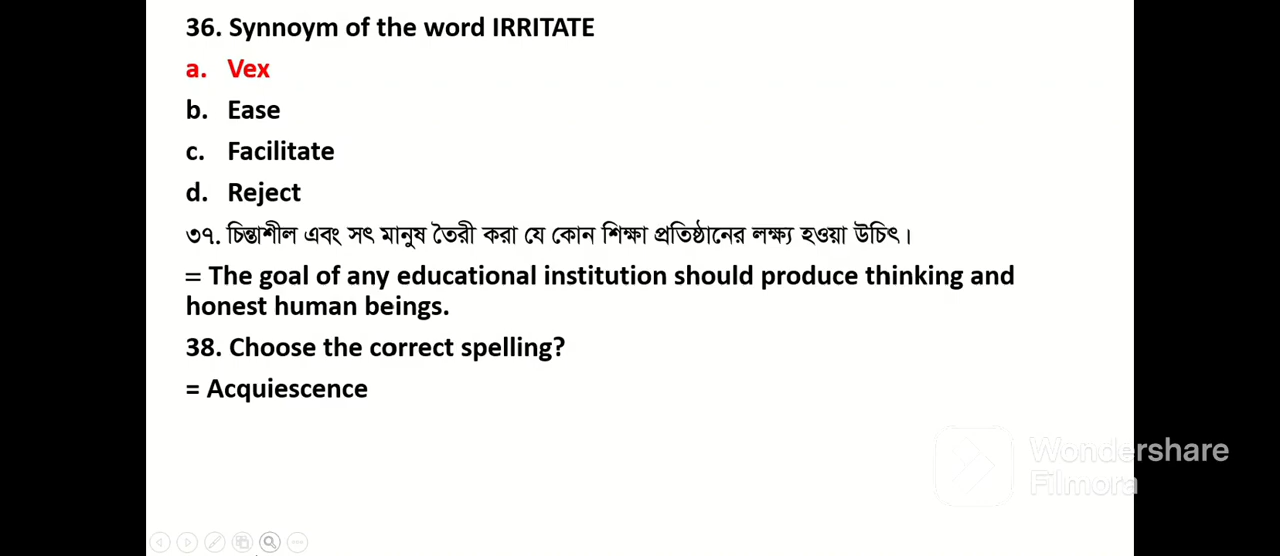 36. Synnoym of the word IRRITATE
a. Vex
b. Ease
c. Facilitate
d. Reject
৩৭. চিন্তাশীল এবং সৎ মানুষ তৈরী করা যে কোন শিক্ষা প্রতিষ্ঠানের লক্ষ্য হওয়া উচিৎ।
= The goal of any educational institution should produce thinking and
honest human beings.
38. Choose the correct spelling?
= Acquiescence
Wondershare
Filmora